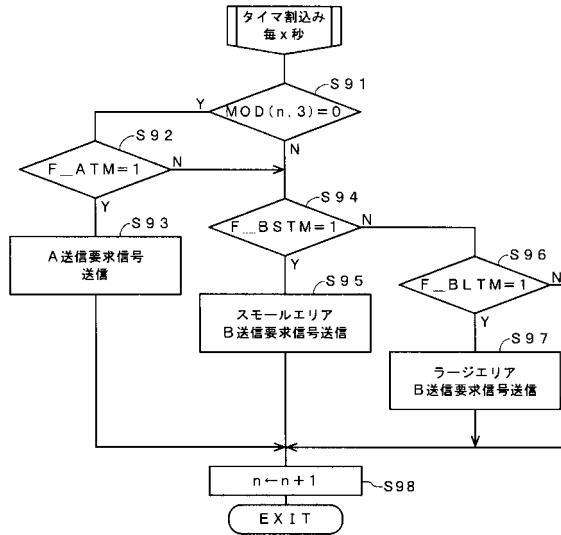 タイマ割込み
毎x秒
S91
MOD(n,3)=0
Y
N
S92
F_ATM=1
N
Y
S93
A送信要求信号
送信
S94
F_BSTM=1
N
Y
S95
スモールエリア
B送信要求信号送信
S96
F_BLTM=1
N
Y
S97
ラージエリア
B送信要求信号送信
n←n+1
S98
EXIT